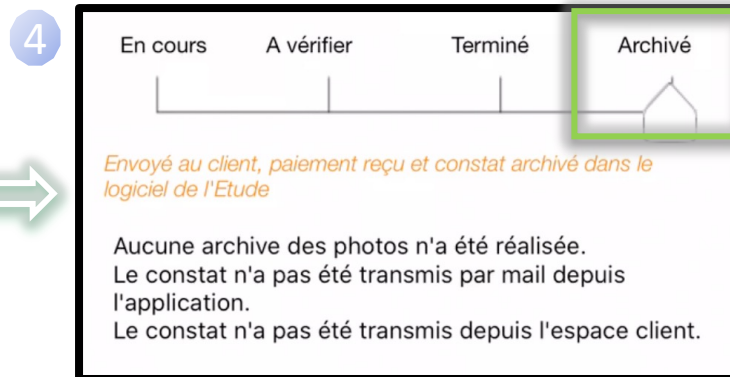 4
En cours A vérifier Terminé Archivé
Envoyé au client, paiement reçu et constat archivé dans le
logiciel de l'Etude
Aucune archive des photos n'a été réalisée.
Le constat n'a pas été transmis par mail depuis
l'application.
Le constat n'a pas été transmis depuis l'espace client.